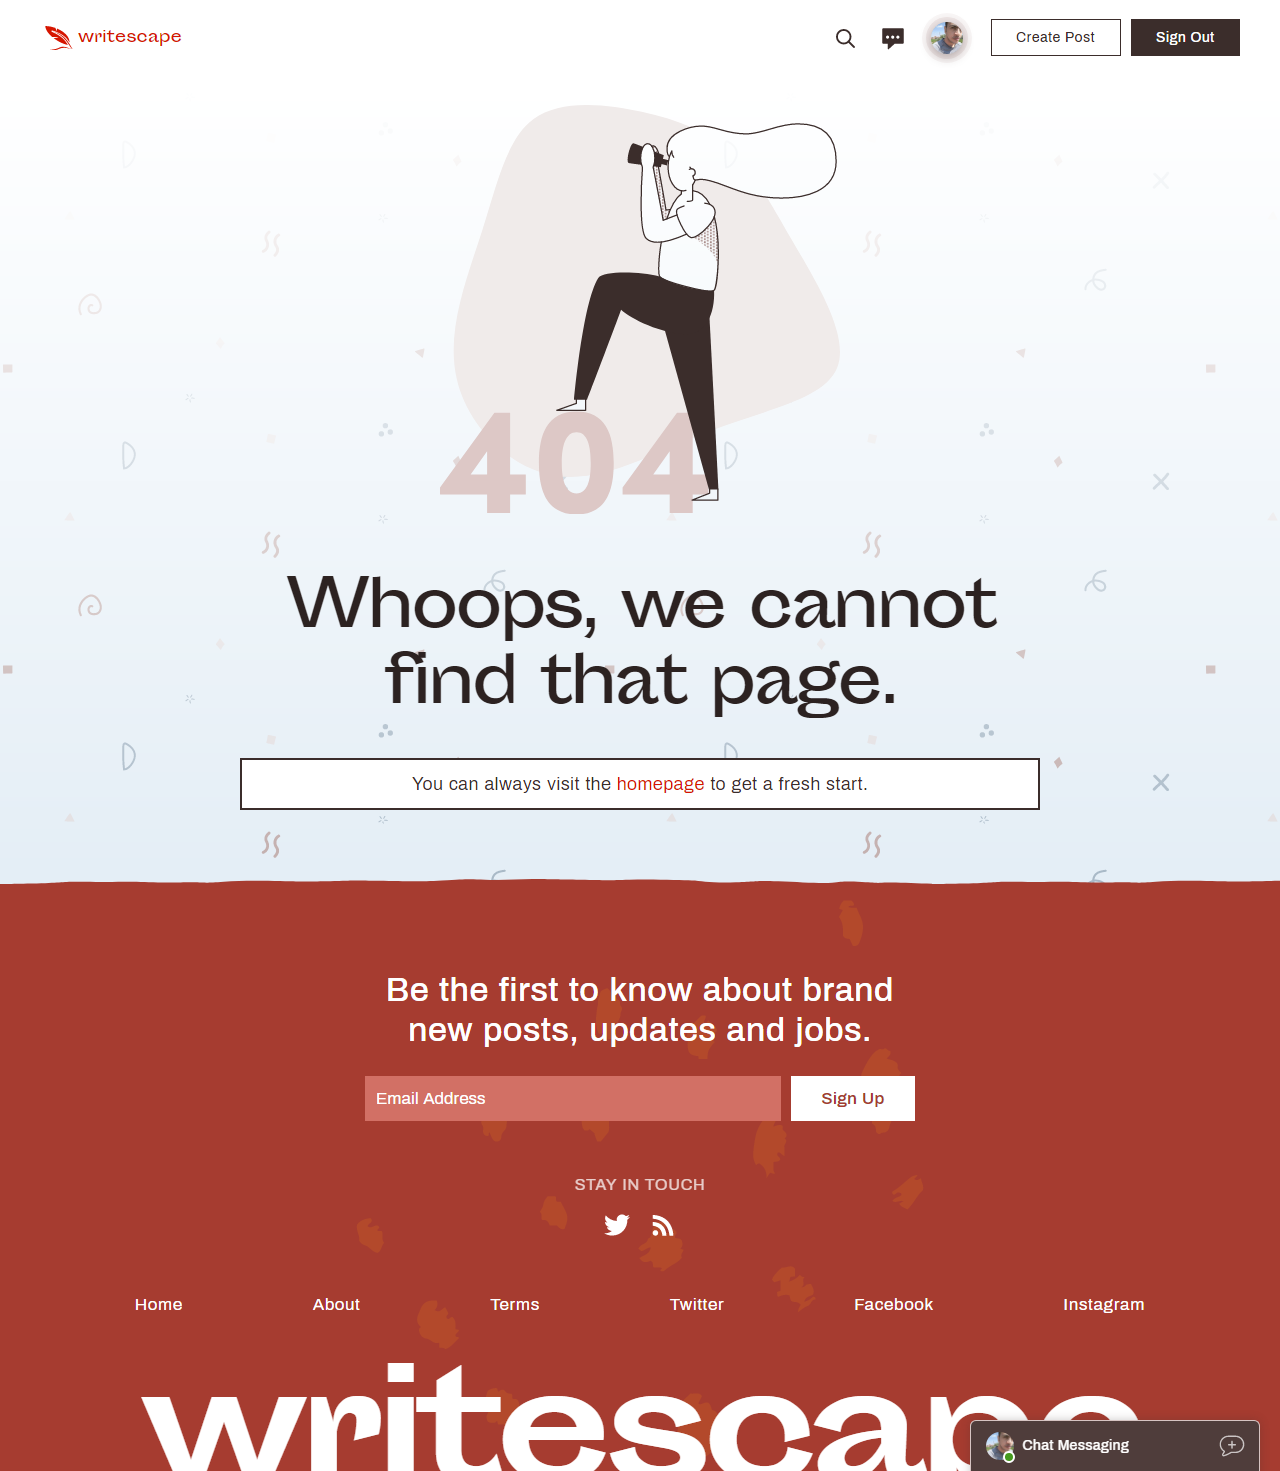 writescape
Create Post
Sign Out
404
Whoops, we cannot
find that page.
You can always visit the homepage to get a fresh start.
Be the first to know about brand
new posts, updates and jobs.
Email Address
Sign Up
STAY IN TOUCH
Home
About
Terms
Twitter
Facebook
Instagram
writescape
Chat Messaging